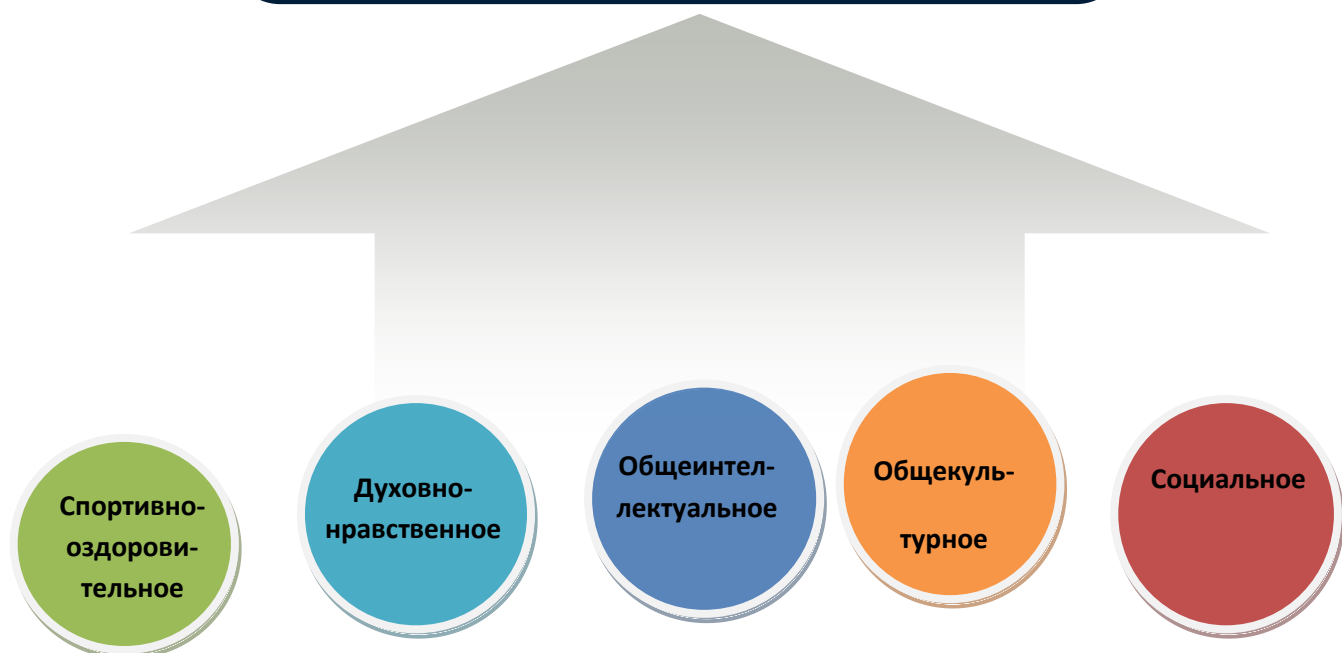 Спортивно-
оздорови-
тельное
Духовно-
нравственное
Общеинтел-
лектуальное
Общекуль-
турное
Социальное